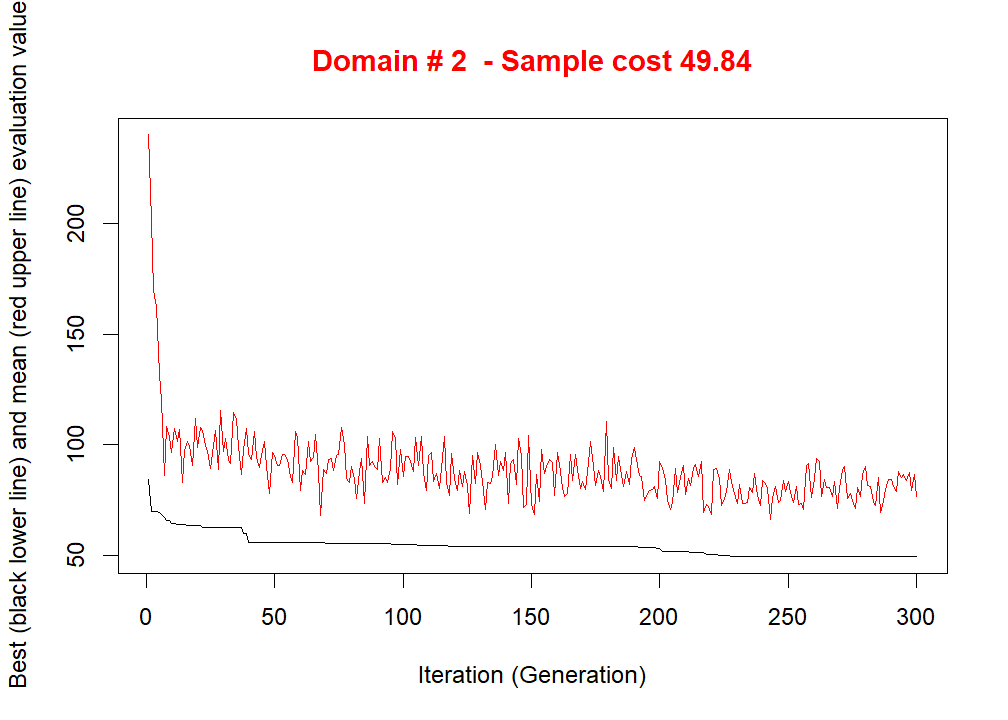 Domain # 2  - Sample cost 49.84
Best (black lower line) and mean (red upper line) evaluation value
200
150
100
50
0 50 100 150 200 250 300
Iteration (Generation)